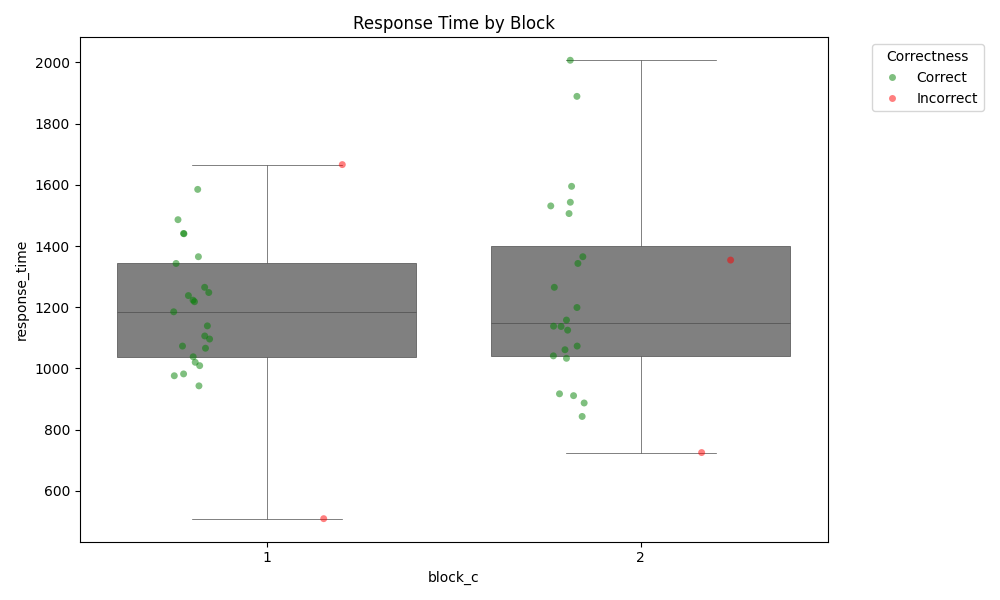 Response Time by Block
Correctness
Correct
Incorrect
2000
1800
1600
1400
1200
1000
800
600
response_time
1 2
block_c